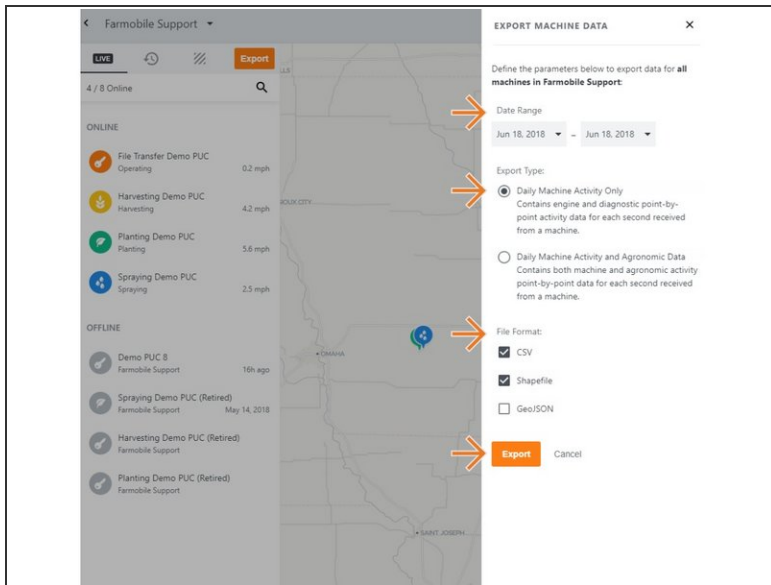 Farmobile Support
LIVE
Export
4 / 8 Online
ONLINE
File Transfer Demo PUC
Operating 0.2 mph
Harvesting Demo PUC
Harvesting 4.2 mph
Planting Demo PUC
Planting 5.6 mph
Spraying Demo PUC
Spraying 2.5 mph
OFFLINE
Demo PUC 8
Farmobile Support 16h ago
Spraying Demo PUC (Retired)
Farmobile Support May 14, 2018
Harvesting Demo PUC (Retired)
Farmobile Support
Planting Demo PUC (Retired)
Farmobile Support
OMAHA
SAINT JOSEPH
EXPORT MACHINE DATA
Define the parameters below to export data for all
machines in Farmobile Support:
Date Range
Jun 18, 2018 – Jun 18, 2018
Export Type:
Daily Machine Activity Only
Contains engine and diagnostic point-by-
point activity data for each second received
from a machine.
Daily Machine Activity and Agronomic Data
Contains both machine and agronomic activity
point-by-point data for each second received
from a machine.
File Format:
CSV
Shapefile
GeoJSON
Export Cancel